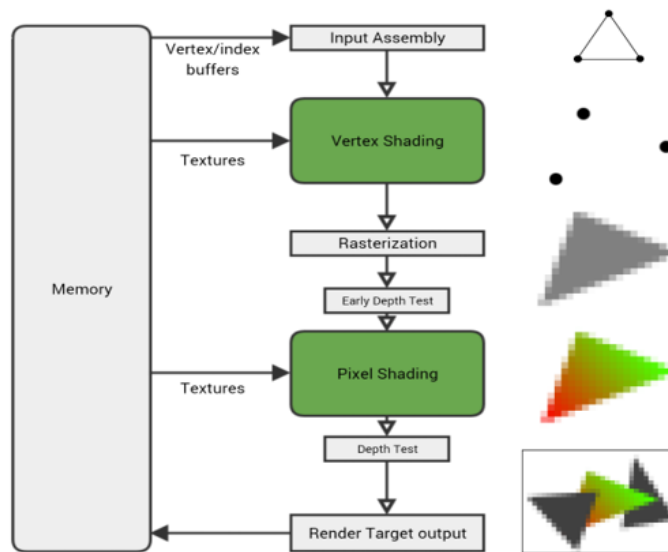 Vertex/index
buffers
Input Assembly
Textures
Vertex Shading
Rasterization
Memory
Early Depth Test
Textures
Pixel Shading
Depth Test
Render Target output